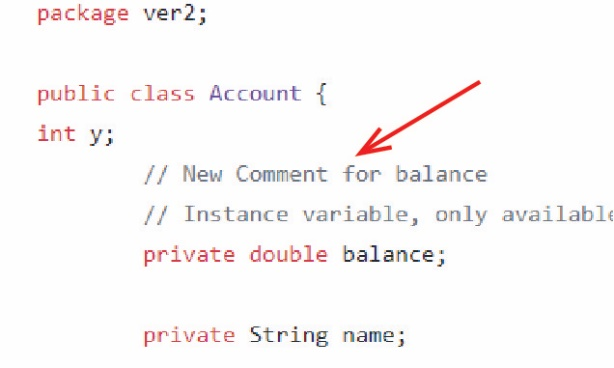 package ver2;
public class Account {
int y;
// New Comment for balance
// Instance variable, only available
private double balance;
private String name;